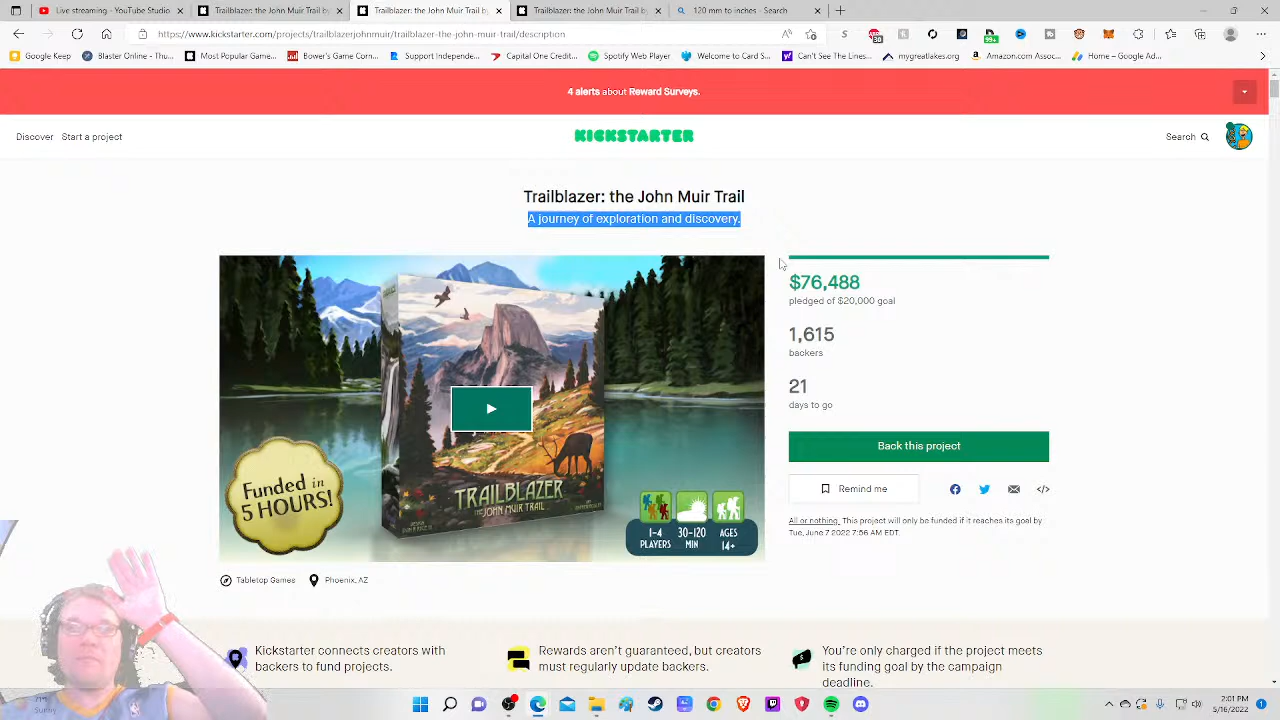 Live streaming - YouTube Studio
Trailblazer: the John Muir Trail b
Trailblazer: the John Muir Trail by
Trailblazer: the John Muir Trail b
120 mm to inches - Search
https://www.kickstarter.com/projects/trailblazerjohnmuir/trailblazer-the-john-muir-trail/description
Google Keep
Blaster Online - Thu...
Most Popular Game...
Bower's Game Corn...
Support Independe...
Capital One Credit...
Spotify Web Player
Welcome to Card S...
Can't See The Lines...
mygreatlakes.org
Amazon.com Assoc...
Home – Google Ad...
4 alerts about Reward Surveys.
Discover Start a project
KICKSTARTER
Search
Trailblazer: the John Muir Trail
A journey of exploration and discovery.
$76,488
pledged of $20,000 goal
1,615
backers
21
days to go
Back this project
Remind me
All or nothing. This project will only be funded if it reaches its goal by
Tue, June 7 2022 7:56 AM EDT.
Funded in
5 HOURS!
TRAILBLAZER
THE JOHN MUIR TRAIL
1-4
PLAYERS
30-120
MIN
AGES
14+
Tabletop Games
Phoenix, AZ
Kickstarter connects creators with
backers to fund projects.
Rewards aren't guaranteed, but creators
must regularly update backers.
You're only charged if the project meets
its funding goal by the campaign
deadline.
Sunny
2:01 PM
5/16/2022